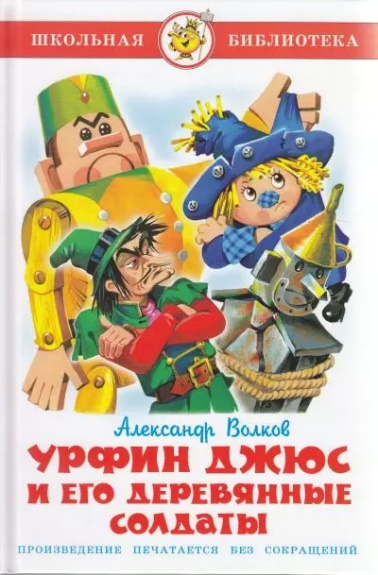 ШКОЛЬНАЯ БИБЛИОТЕКА
Александр Волков
УРФИН ДЖЮС
И ЕГО ДЕРЕВЯННЫЕ
СОЛДАТЫ
ПРОИЗВЕДЕНИЕ ПЕЧАТАЕТСЯ БЕЗ СОКРАЩЕНИЙ